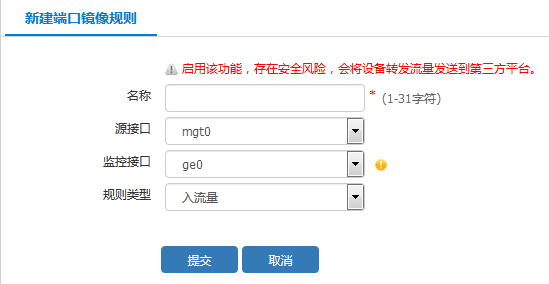 新建端口镜像规则
启用该功能，存在安全风险，会将设备转发流量发送到第三方平台。
名称 * (1-31字符)
源接口 mgt0
监控接口 ge0
规则类型 入流量
提交 取消